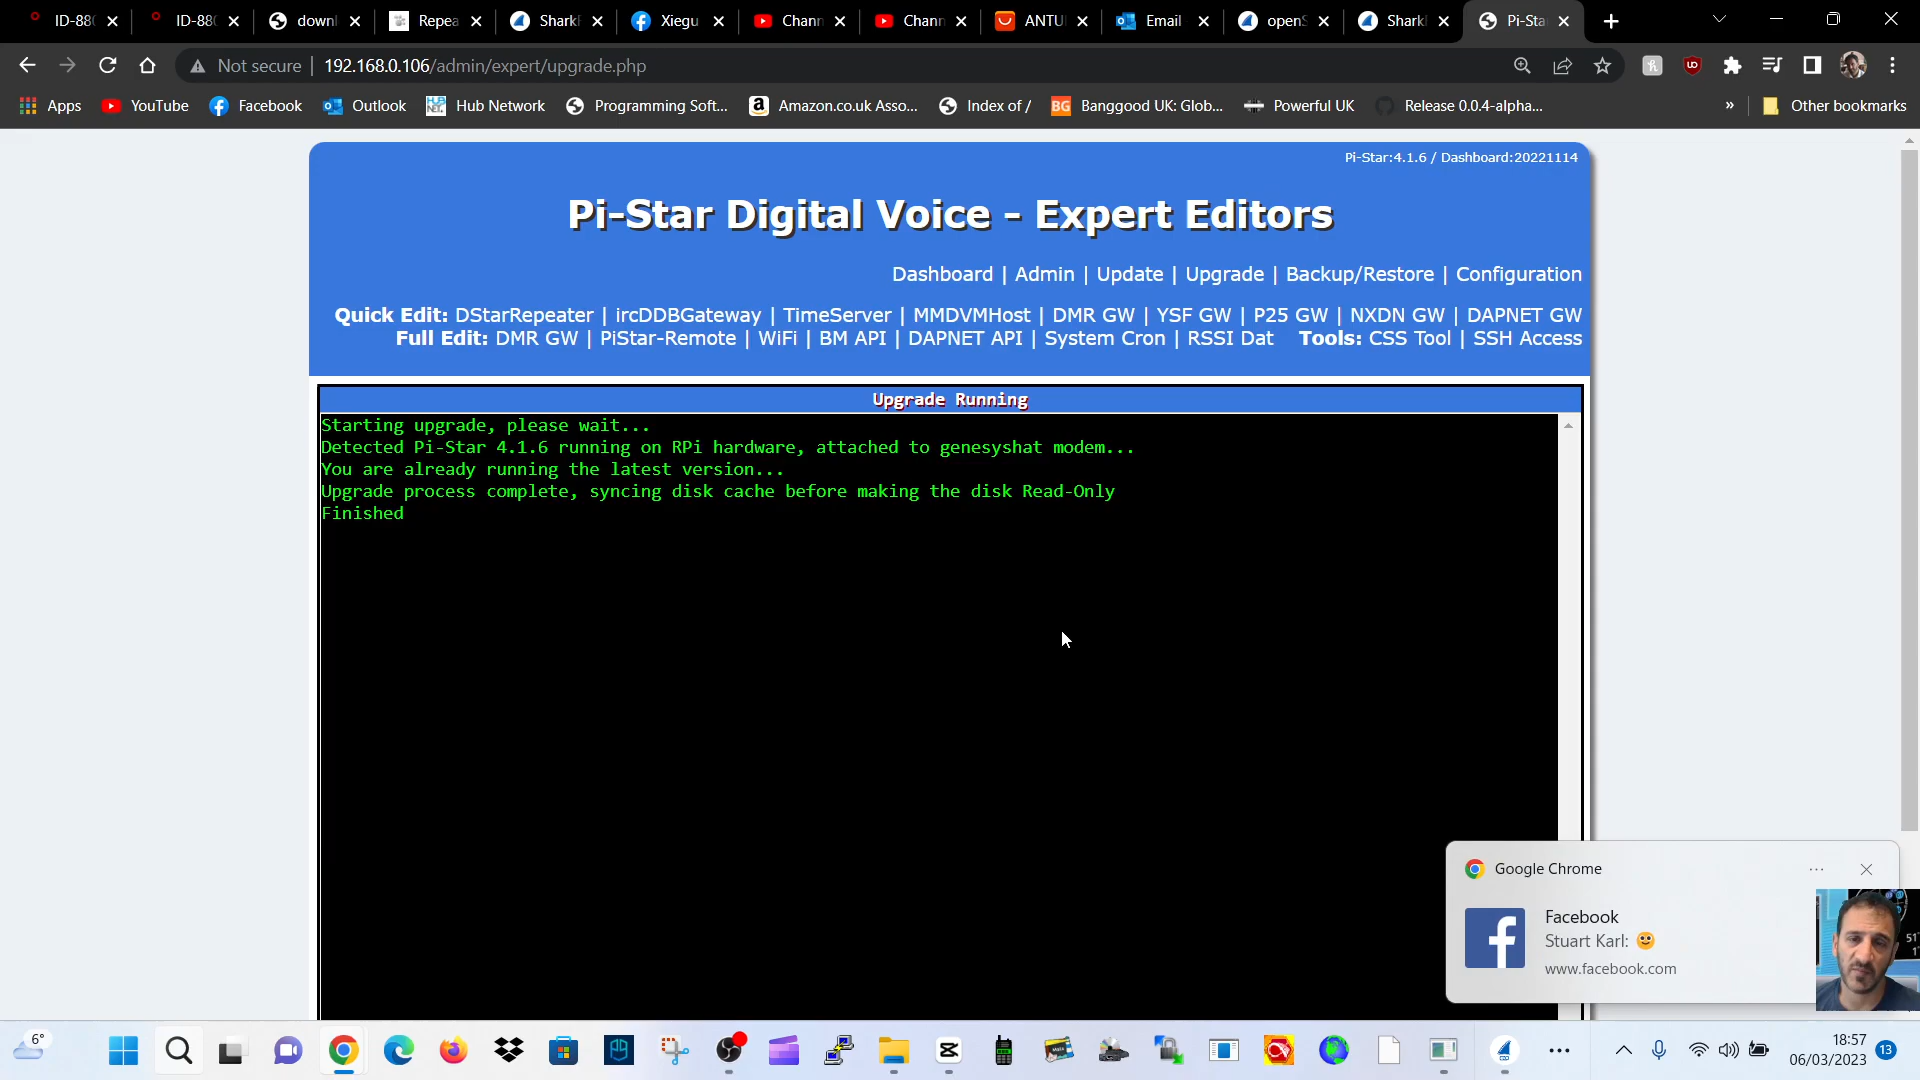 ID-88
ID-88
downl
Repea
Shark
Xiegu
Chann
Chann
ANTU
Email
openS
Shark
Pi-Sta
Not secure | 192.168.0.106/admin/expert/upgrade.php
Apps
YouTube
Facebook
Outlook
Hub Network
Programming Soft...
Amazon.co.uk Asso...
Index of /
Banggood UK: Glob...
Powerful UK
Release 0.0.4-alpha...
»
Other bookmarks
Pi-Star:4.1.6 / Dashboard:20221114
Pi-Star Digital Voice - Expert Editors
Dashboard | Admin | Update | Upgrade | Backup/Restore | Configuration
Quick Edit: DStarRepeater | ircDDBGateway | TimeServer | MMDVMHost | DMR GW | YSF GW | P25 GW | NXDN GW | DAPNET GW
Full Edit: DMR GW | PiStar-Remote | WiFi | BM API | DAPNET API | System Cron | RSSI Dat Tools: CSS Tool | SSH Access
Upgrade Running
Starting upgrade, please wait...
Detected Pi-Star 4.1.6 running on RPi hardware, attached to genesyshat modem...
You are already running the latest version...
Upgrade process complete, syncing disk cache before making the disk Read-Only
Finished
Google Chrome
Facebook
Stuart Karl: 🙂
www.facebook.com
6°
18:57
06/03/2023
13